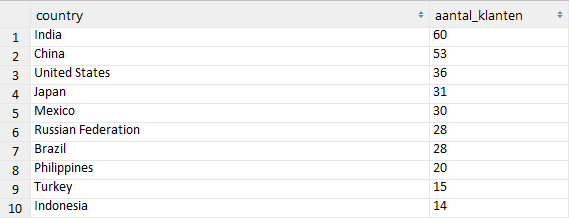 country aantal_klanten
1 India 60
2 China 53
3 United States 36
4 Japan 31
5 Mexico 30
6 Russian Federation 28
7 Brazil 28
8 Philippines 20
9 Turkey 15
10 Indonesia 14